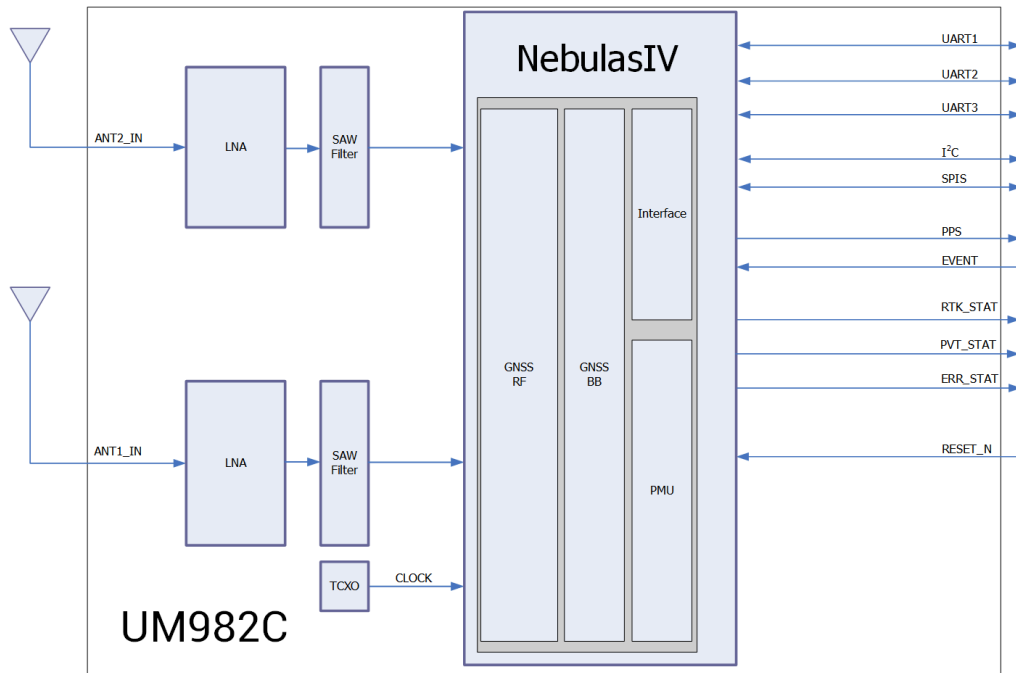 NebulasIV
UART1
UART2
UART3
ANT2_IN
LNA
SAW
Filter
I²C
SPIS
Interface
PPS
EVENT
RTK_STAT
PVT_STAT
ERR_STAT
GNSS
RF
GNSS
BB
ANT1_IN
LNA
SAW
Filter
RESET_N
PMU
TCXO
CLOCK
UM982C